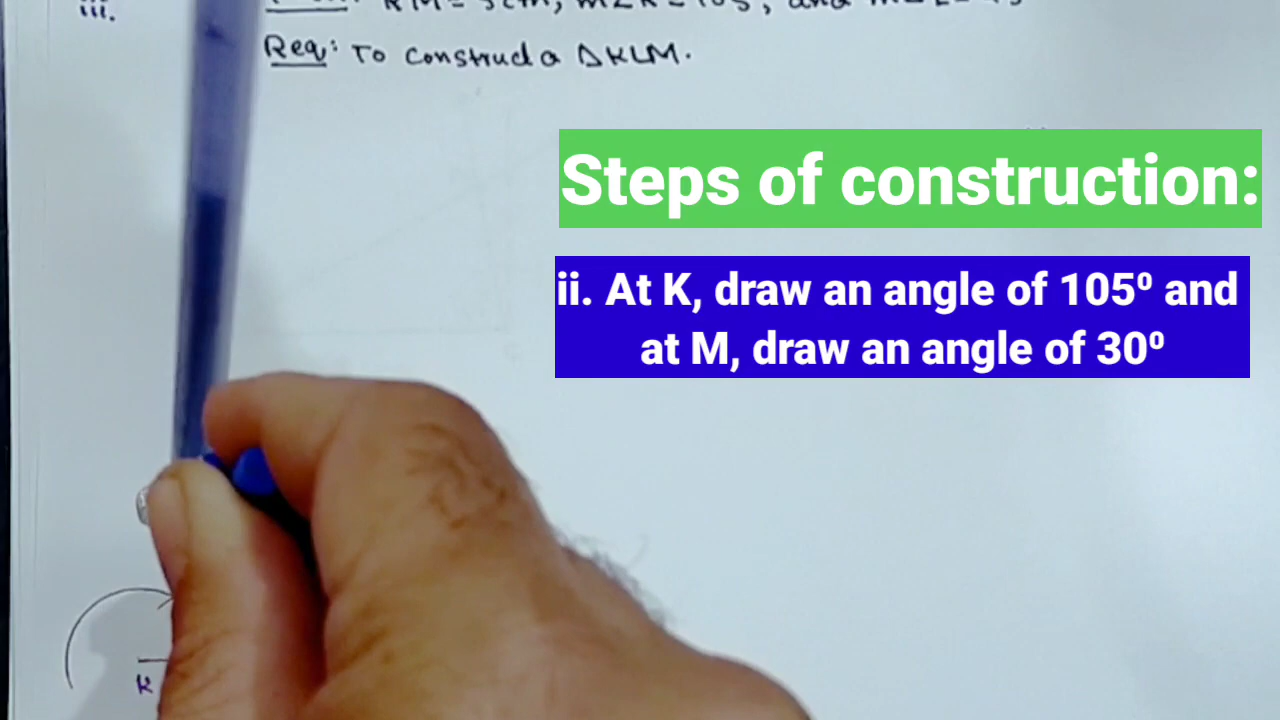 iii.
Req: To Construct a △KLM.
Steps of construction:
ii. At K, draw an angle of 105⁰ and
at M, draw an angle of 30⁰
K